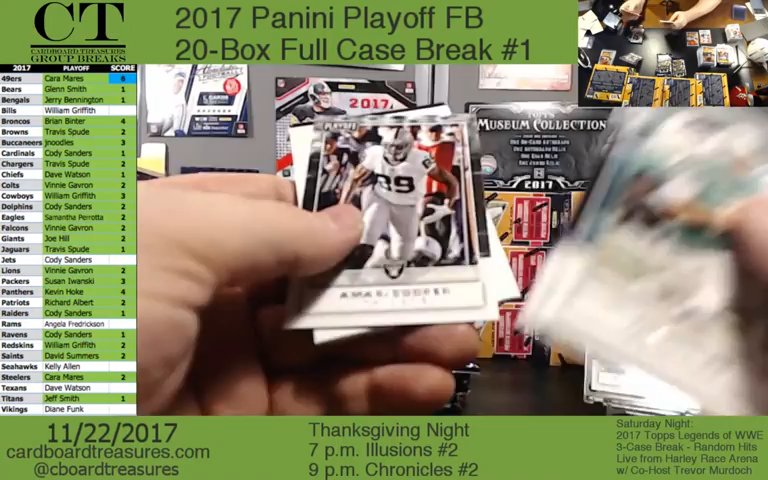 CT
CARDBOARD TREASURES
GROUP BREAKS
2017 Panini Playoff FB
20-Box Full Case Break #1
2017 PLAYOFF SCORE
49ers Cara Mares 6
Bears Glenn Smith 1
Bengals Jerry Bennington 1
Bills William Griffith
Broncos Brian Binter 4
Browns Travis Spude 2
Buccaneers Jnoodles 3
Cardinals Cody Sanders 1
Chargers Travis Spude 2
Chiefs Dave Watson 1
Colts Vinnie Gavron 2
Cowboys William Griffith 3
Dolphins Cody Sanders 2
Eagles Samantha Perrotta 2
Falcons Vinnie Gavron 2
Giants Joe Hill 2
Jaguars Travis Spude 1
Jets Cody Sanders
Lions Vinnie Gavron 2
Packers Susan Iwanski 3
Panthers Kevin Hoke 4
Patriots Richard Albert 2
Raiders Cody Sanders 1
Rams Angela Fredrickson
Ravens Cody Sanders 1
Redskins William Griffith 2
Saints David Summers 2
Seahawks Kelly Allen
Steelers Cara Mares 2
Texans Dave Watson
Titans Jeff Smith 1
Vikings Diane Funk
2017
PLAYOFF
89
AMARI COOPER
MUSEUM COLLECTION
2017
11/22/2017
cardboardtreasures.com
@cboardtreasures
Thanksgiving Night
7 p.m. Illusions #2
9 p.m. Chronicles #2
Saturday Night:
2017 Topps Legends of WWE
3-Case Break - Random Hits
Live from Harley Race Arena
w/ Co-Host Trevor Murdoch